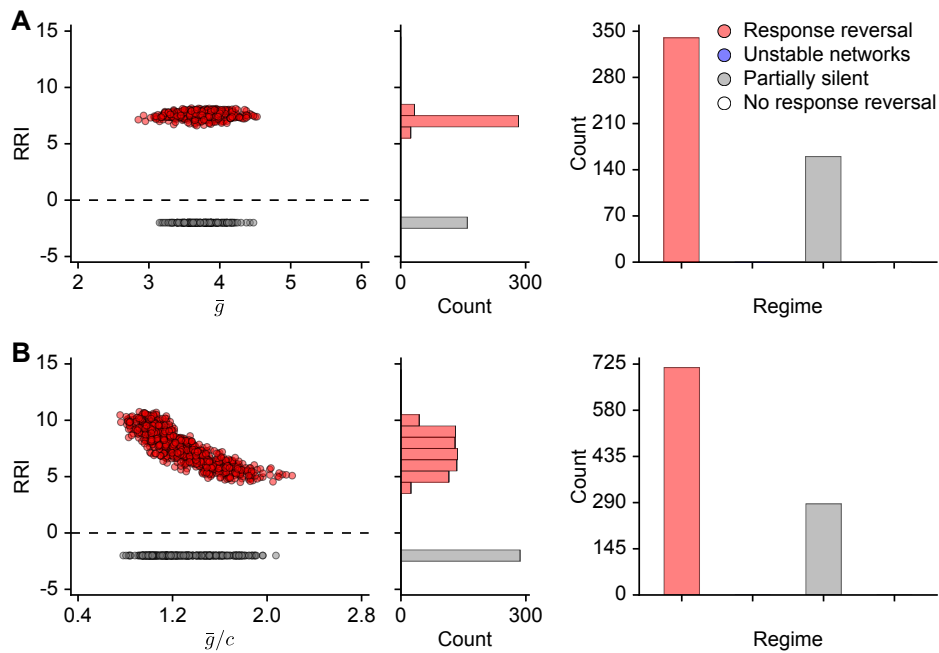 A
15
10
5
0
-5
RRI
2
3
4
5
6
g̅
0
300
Count
350
280
210
140
70
0
Count
Regime
Response reversal
Unstable networks
Partially silent
No response reversal
B
15
10
5
0
-5
RRI
0.4
1.2
2.0
2.8
g̅/c
0
300
Count
725
580
435
290
145
0
Count
Regime